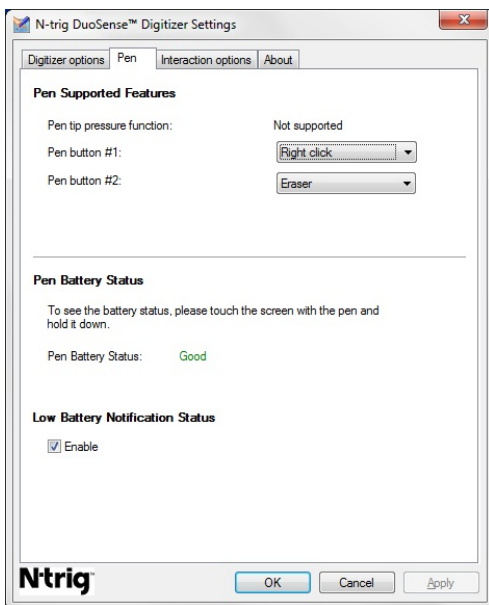 N-trig DuoSense™ Digitizer Settings
Digitizer options Pen Interaction options About
Pen Supported Features
Pen tip pressure function: Not supported
Pen button #1: Right click
Pen button #2: Eraser
Pen Battery Status
To see the battery status, please touch the screen with the pen and
hold it down.
Pen Battery Status: Good
Low Battery Notification Status
Enable
N-trig™ OK Cancel Apply